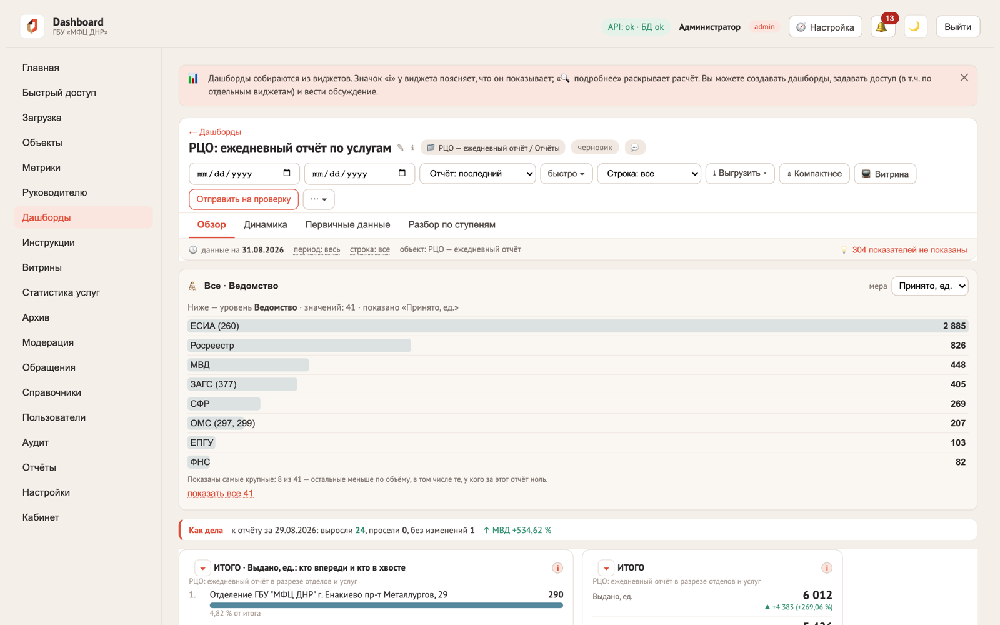 Dashboard
ГБУ «МФЦ ДНР»
API: ok · БД ok
Администратор
admin
Настройка
13
Выйти
Главная
Быстрый доступ
Загрузка
Объекты
Метрики
Руководителю
Дашборды
Инструкции
Витрины
Статистика услуг
Архив
Модерация
Обращения
Справочники
Пользователи
Аудит
Отчёты
Настройки
Кабинет
Дашборды собираются из виджетов. Значок «i» у виджета поясняет, что он показывает; «🔍 подробнее» раскрывает расчёт. Вы можете создавать дашборды, задавать доступ (в т.ч. по
отдельным виджетам) и вести обсуждение.
← Дашборды
РЦО: ежедневный отчёт по услугам
РЦО — ежедневный отчёт / Отчёты
черновик
mm/dd/yyyy
mm/dd/yyyy
Отчёт: последний
быстро
Строка: все
⤓ Выгрузить
⇕ Компактнее
Витрина
Отправить на проверку
⋯
Обзор
Динамика
Первичные данные
Разбор по ступеням
данные на 31.08.2026
период: весь
строка: все
объект: РЦО — ежедневный отчёт
304 показателей не показаны
Все · Ведомство
мера
Принято, ед.
Ниже — уровень Ведомство · значений: 41 · показано «Принято, ед.»
ЕСИА (260) 2 885
Росреестр 826
МВД 448
ЗАГС (377) 405
СФР 269
ОМС (297, 299) 207
ЕПГУ 103
ФНС 82
Показаны самые крупные: 8 из 41 — остальные меньше по объёму, в том числе те, у кого за этот отчёт ноль.
показать все 41
Как дела
к отчёту за 29.08.2026: выросли 24, просели 0, без изменений 1
↑ МВД +534,62 %
ИТОГО · Выдано, ед.: кто впереди и кто в хвосте
i
РЦО: ежедневный отчёт в разрезе отделов и услуг
1. Отделение ГБУ "МФЦ ДНР" г. Енакиево пр-т Металлургов, 29 290
4,82 % от итога
ИТОГО
i
РЦО: ежедневный отчёт в разрезе отделов и услуг
Выдано, ед. 6 012
▲ +4 383 (+269,06 %)